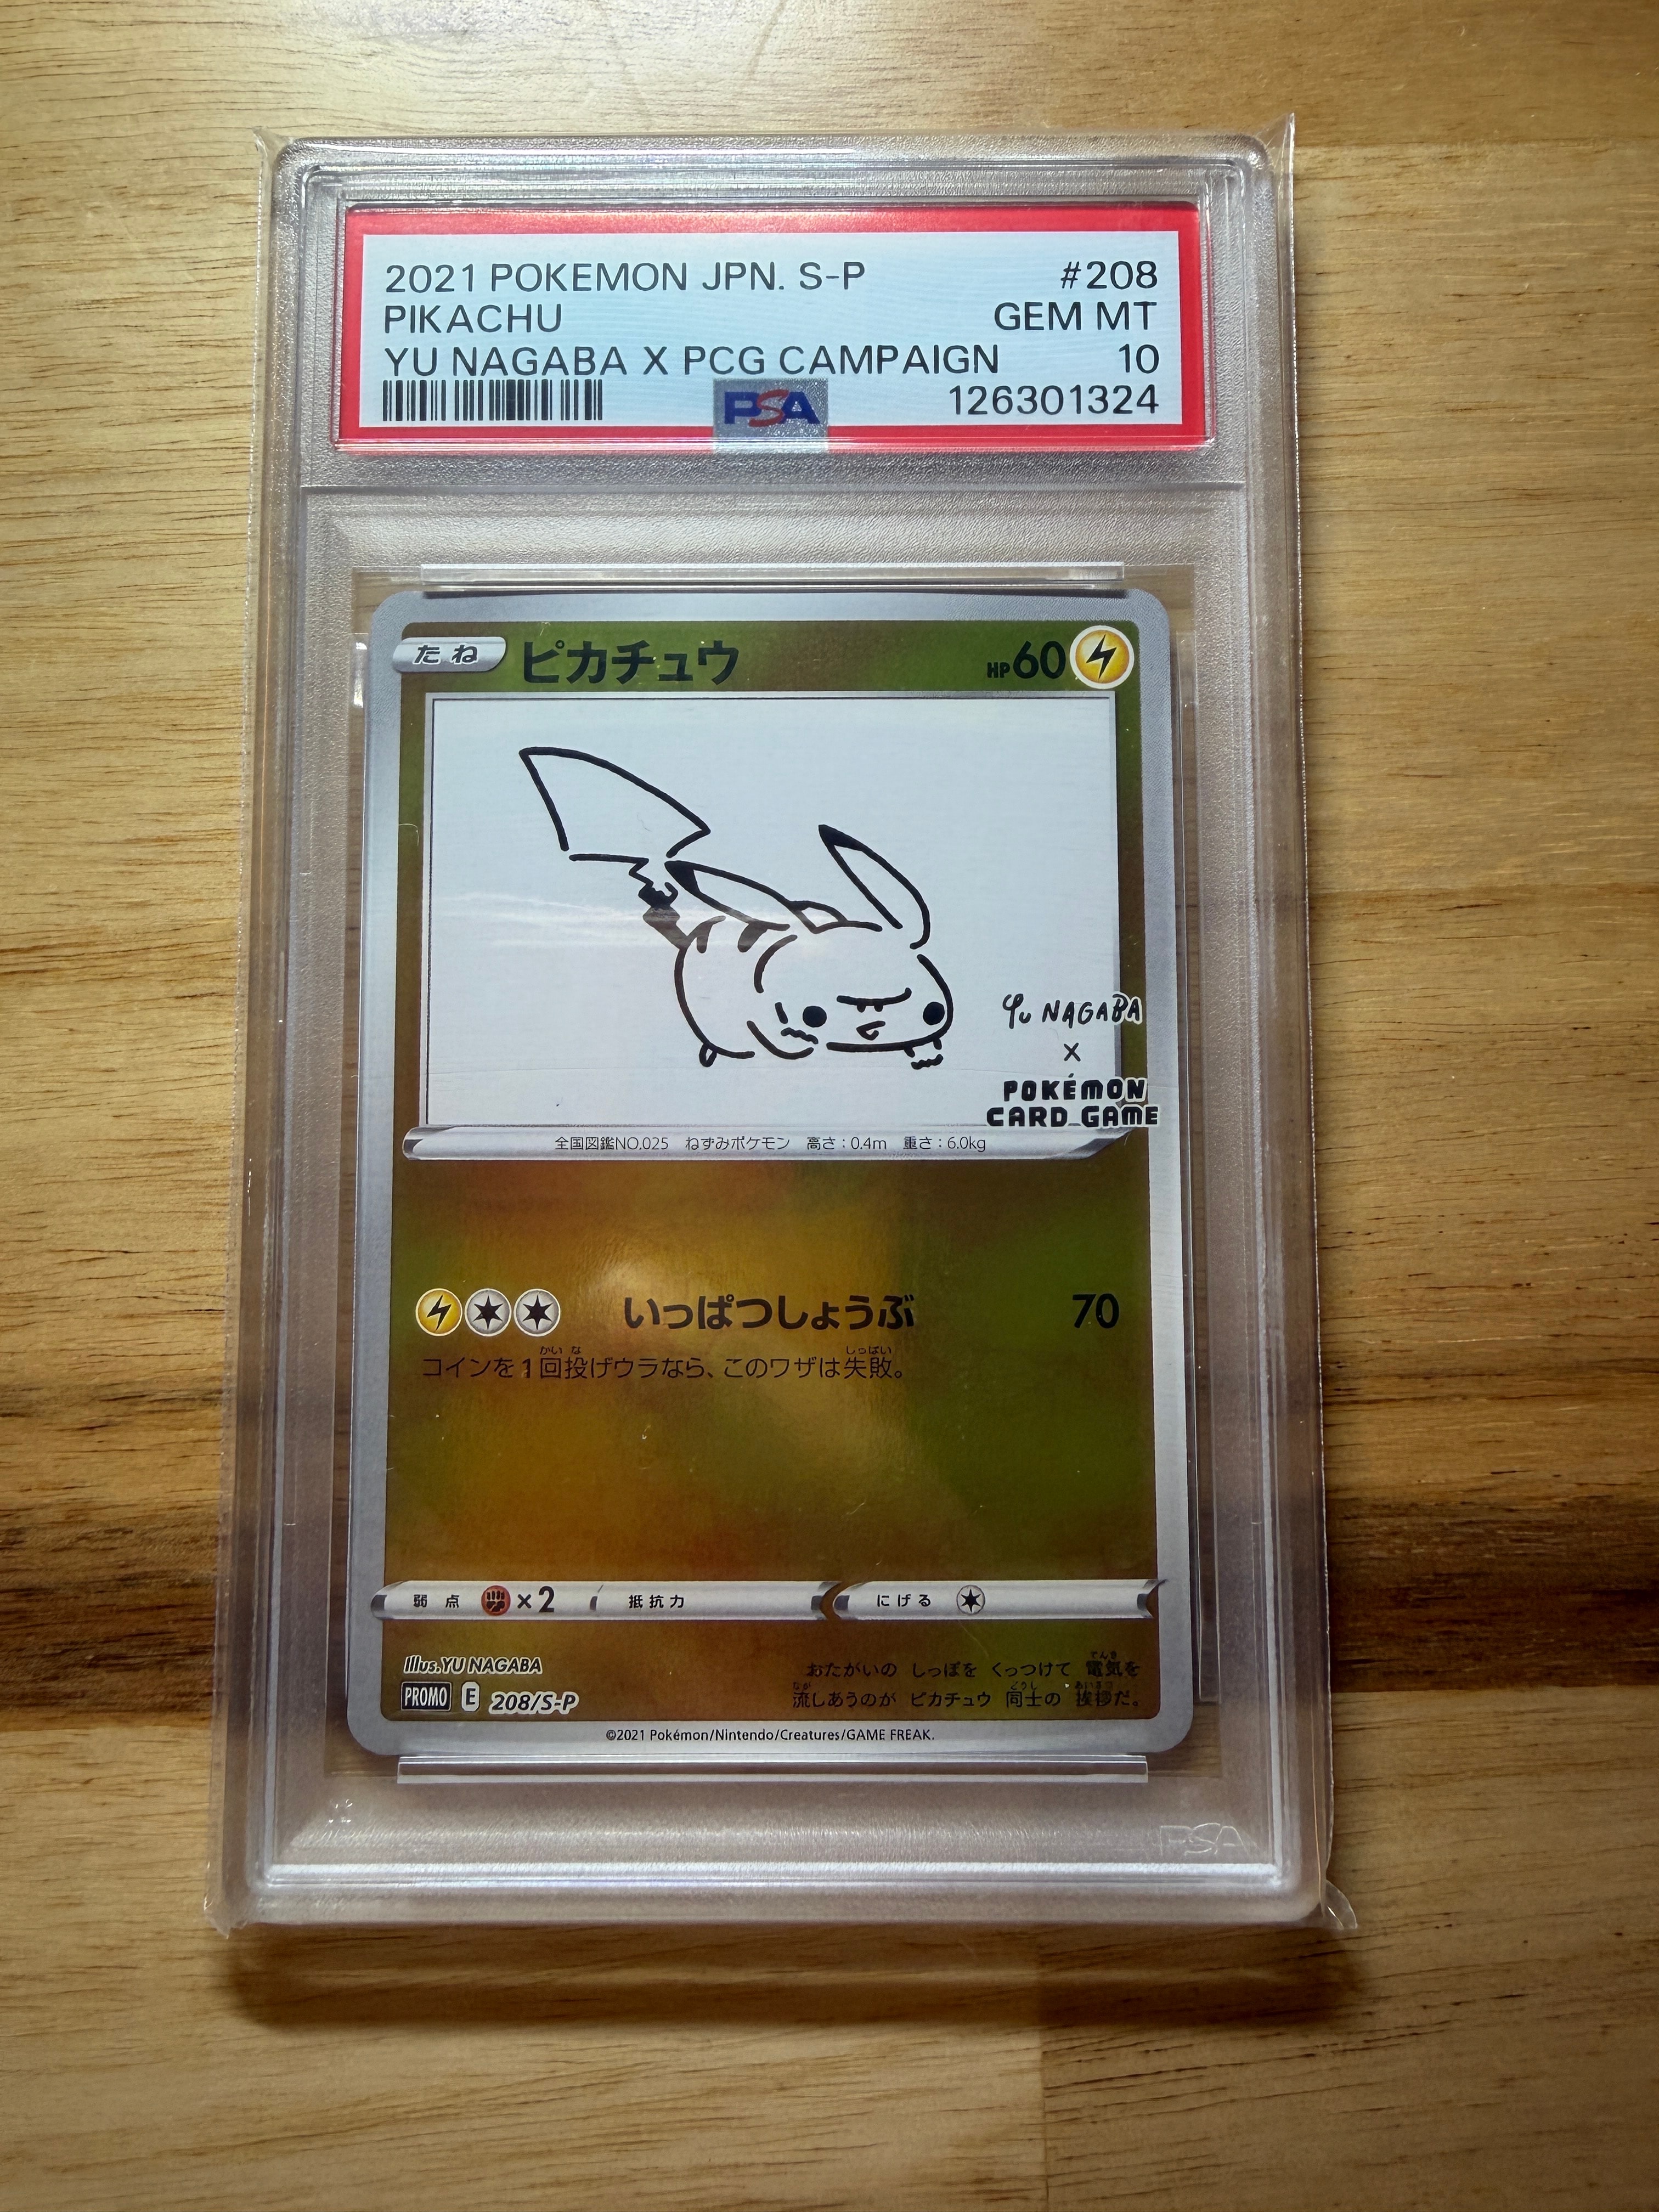 2021 POKEMON JPN. S-P #208
PIKACHU GEM MT
YU NAGABA X PCG CAMPAIGN 10
PSA 126301324
たね ピカチュウ HP60
YU NAGABA
X
POKÉMON
CARD GAME
全国図鑑NO.025 ねずみポケモン 高さ:0.4m 重さ:6.0kg
いっぱつしょうぶ 70
コインを1回投げウラなら、このワザは失敗。
弱点 ×2 抵抗力 にげる
Illus.YU NAGABA
おたがいの しっぽを くっつけて 電気を
PROMO E 208/S-P
流しあうのが ピカチュウ 同士の 挨拶だ。
©2021 Pokémon/Nintendo/Creatures/GAME FREAK.
PSA